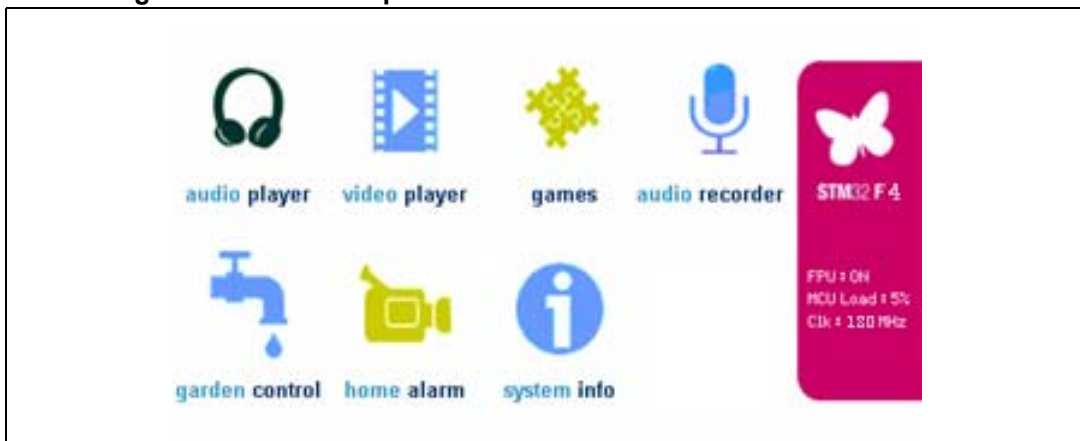 audio player
video player
games
audio recorder
STM32 F4
FPU : ON
MCU Load : 5%
Clk : 180 MHz
garden control
home alarm
system info